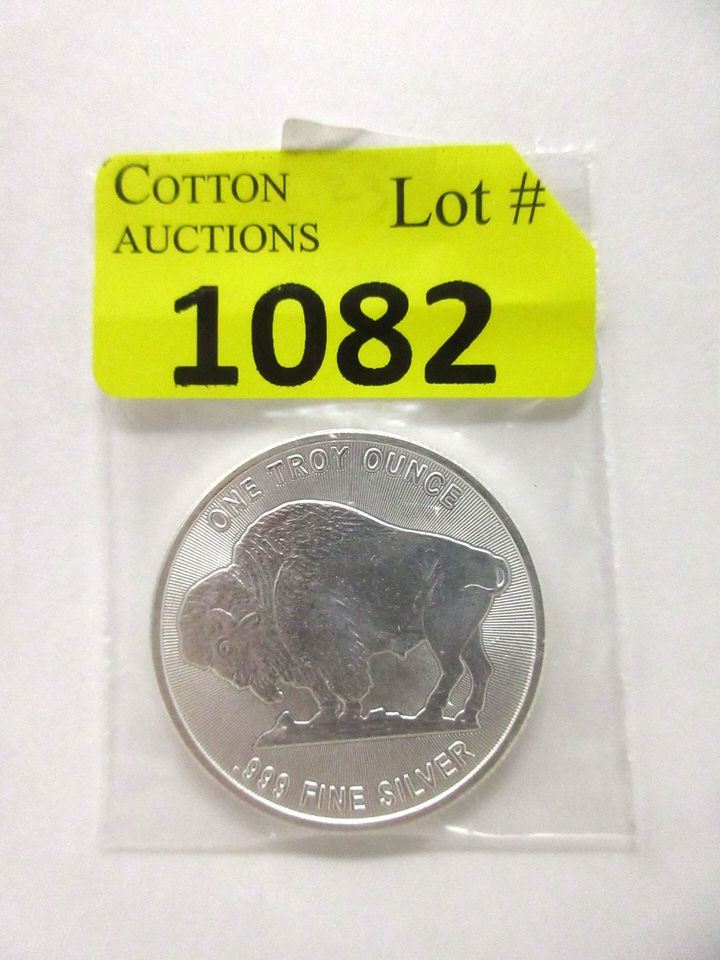 COTTON
AUCTIONS
Lot #
1082
ONE TROY OUNCE
.999 FINE SILVER